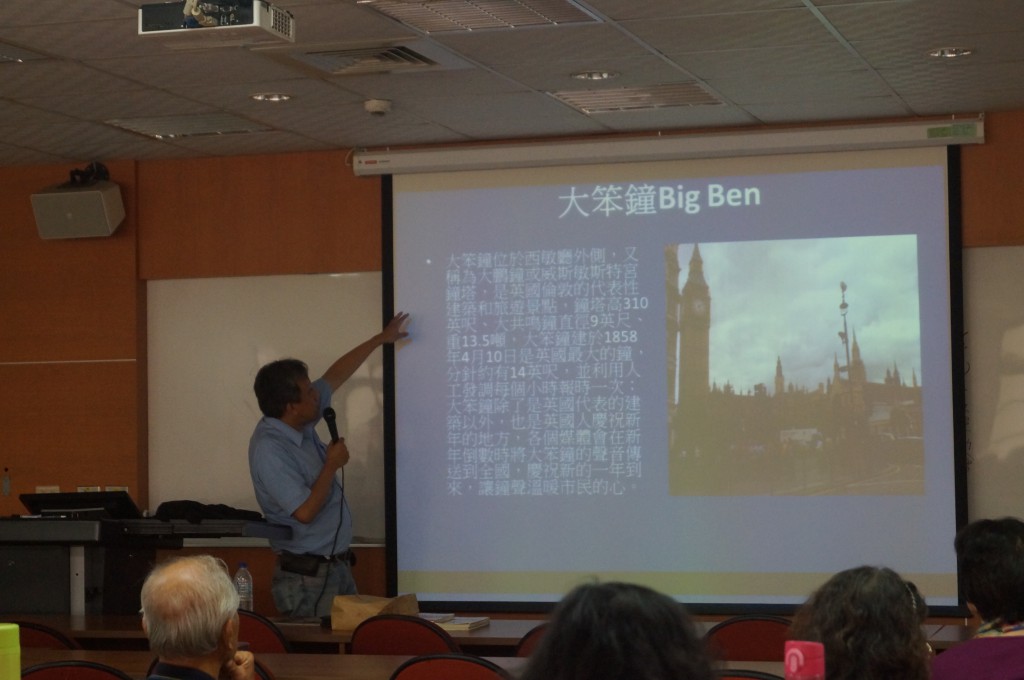 大笨鐘Big Ben
大笨鐘位於西敏廳外側，又
稱為大鵬鐘或威斯敏斯特宮
鐘塔，是英國倫敦的代表性
建築和旅遊景點，鐘塔高310
英呎，大共鳴鐘直徑9英尺、
重13.5噸，大笨鐘建於1858
年4月10日是英國最大的鐘，
分針約有14英呎，並利用人
工發調每個小時報時一次；
大笨鐘除了是英國代表的建
築以外，也是英國人慶祝新
年的地方，各個媒體會在新
年倒數時將大笨鐘的聲音傳
送到全國，慶祝新的一年到
來，讓鐘聲溫暖市民的心。